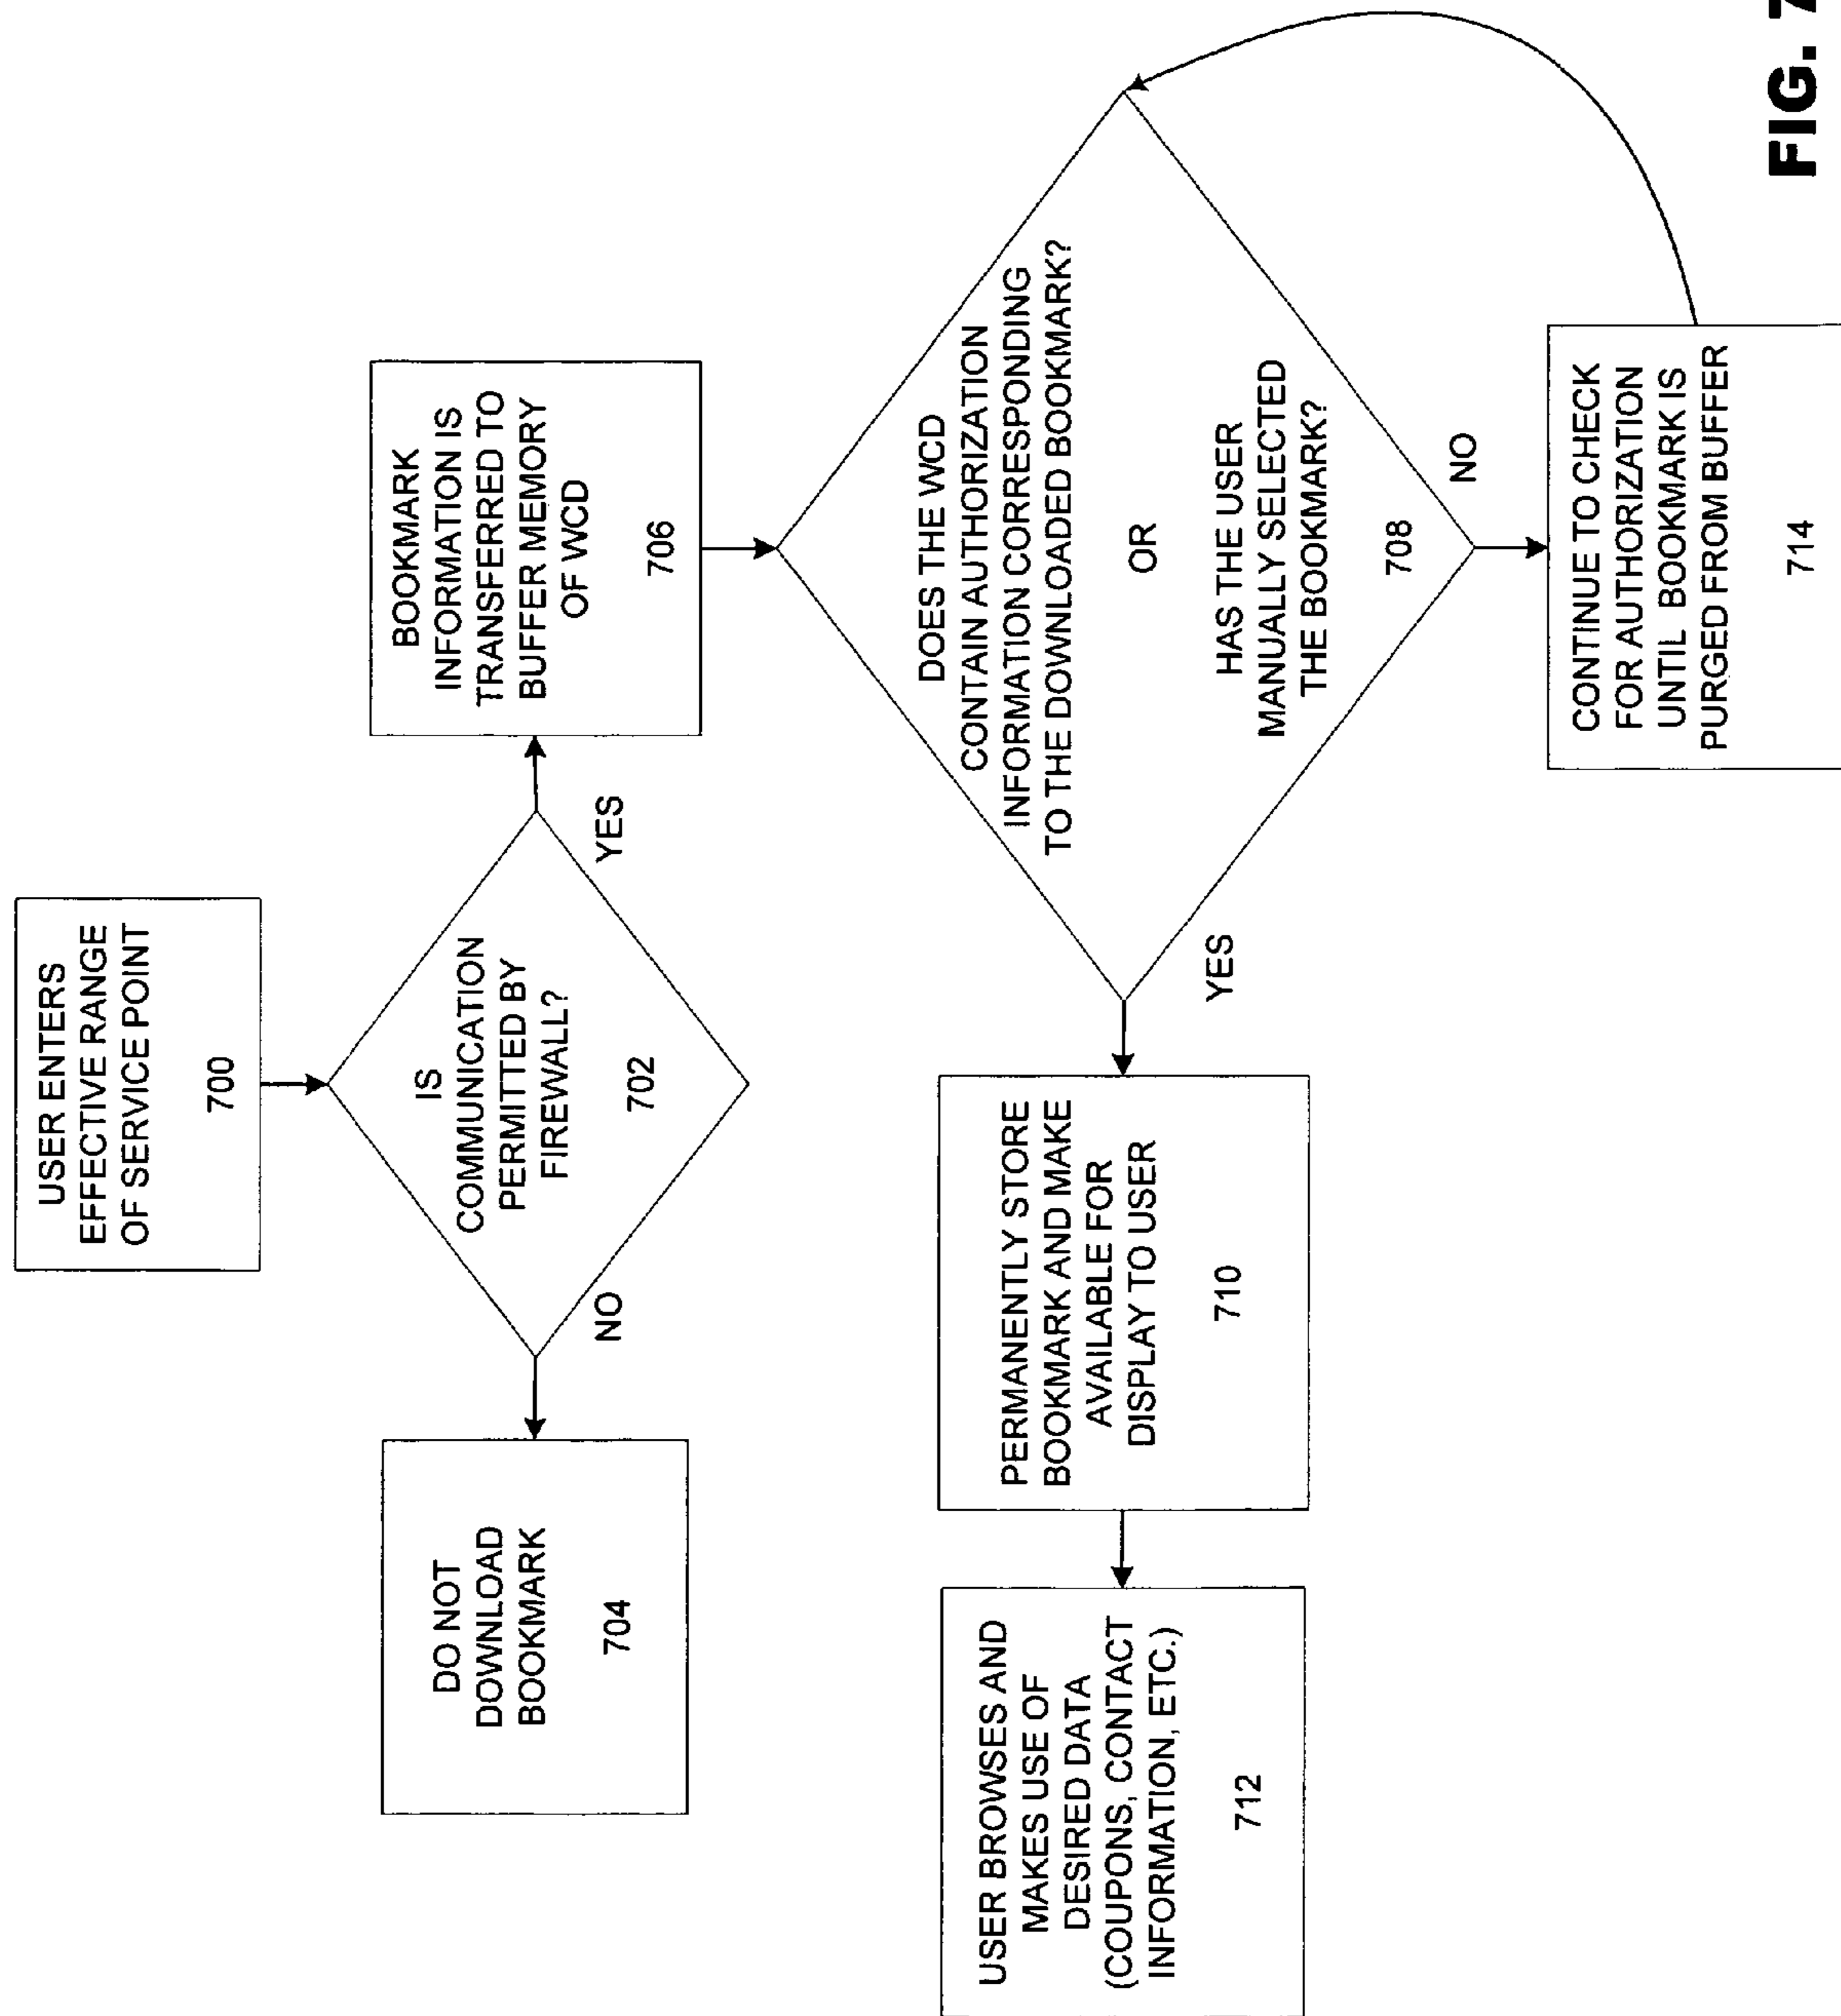 USER ENTERS
EFFECTIVE RANGE
OF SERVICE POINT
700
IS
COMMUNICATION
PERMITTED BY
FIREWALL?
702
NO
YES
DO NOT
DOWNLOAD
BOOKMARK
704
BOOKMARK
INFORMATION IS
TRANSFERRED TO
BUFFER MEMORY
OF WCD
706
DOES THE WCD
CONTAIN AUTHORIZATION
INFORMATION CORRESPONDING
TO THE DOWNLOADED BOOKMARK?
OR
HAS THE USER
MANUALLY SELECTED
THE BOOKMARK?
708
YES
NO
PERMANENTLY STORE
BOOKMARK AND MAKE
AVAILABLE FOR
DISPLAY TO USER
710
USER BROWSES AND
MAKES USE OF
DESIRED DATA
(COUPONS, CONTACT
INFORMATION, ETC.)
712
CONTINUE TO CHECK
FOR AUTHORIZATION
UNTIL BOOKMARK IS
PURGED FROM BUFFER
714
FIG. 7